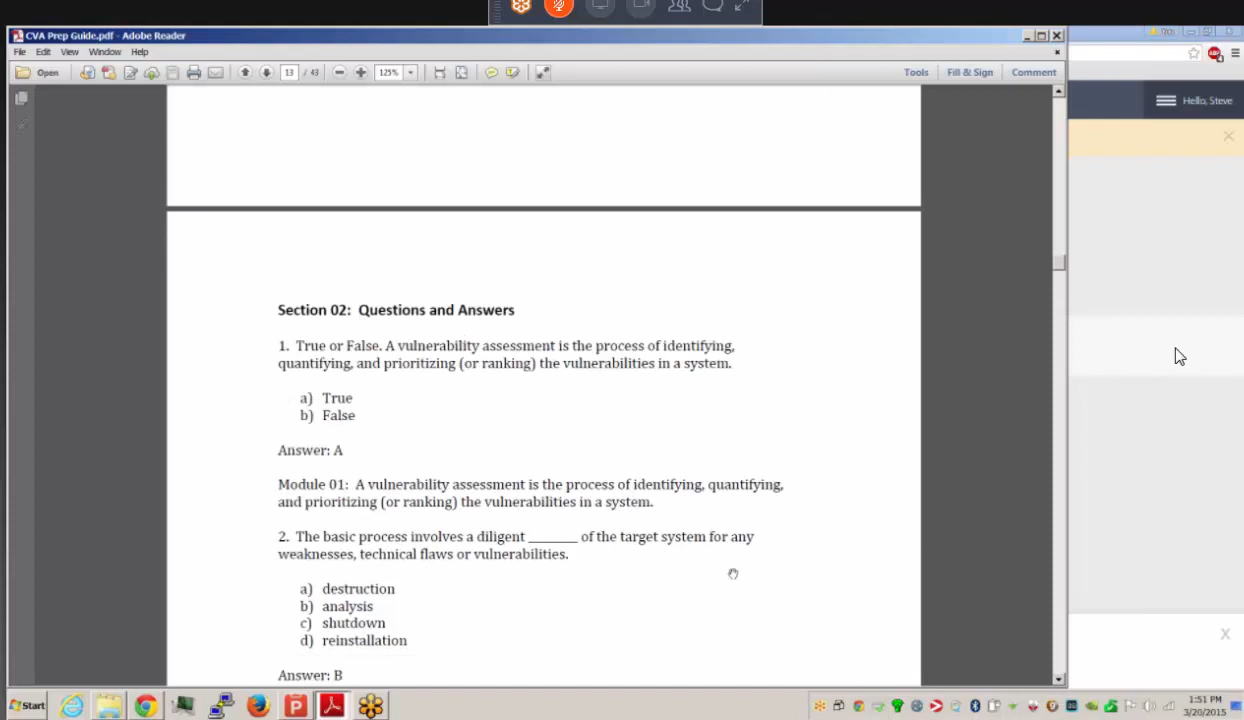 CVA Prep Guide.pdf - Adobe Reader
File Edit View Window Help
Open 13 / 43 125% Tools Fill & Sign Comment
Hello, Steve
Section 02: Questions and Answers
1. True or False. A vulnerability assessment is the process of identifying,
quantifying, and prioritizing (or ranking) the vulnerabilities in a system.
a) True
b) False
Answer: A
Module 01: A vulnerability assessment is the process of identifying, quantifying,
and prioritizing (or ranking) the vulnerabilities in a system.
2. The basic process involves a diligent _______ of the target system for any
weaknesses, technical flaws or vulnerabilities.
a) destruction
b) analysis
c) shutdown
d) reinstallation
Answer: B
Start
1:51 PM
3/20/2015